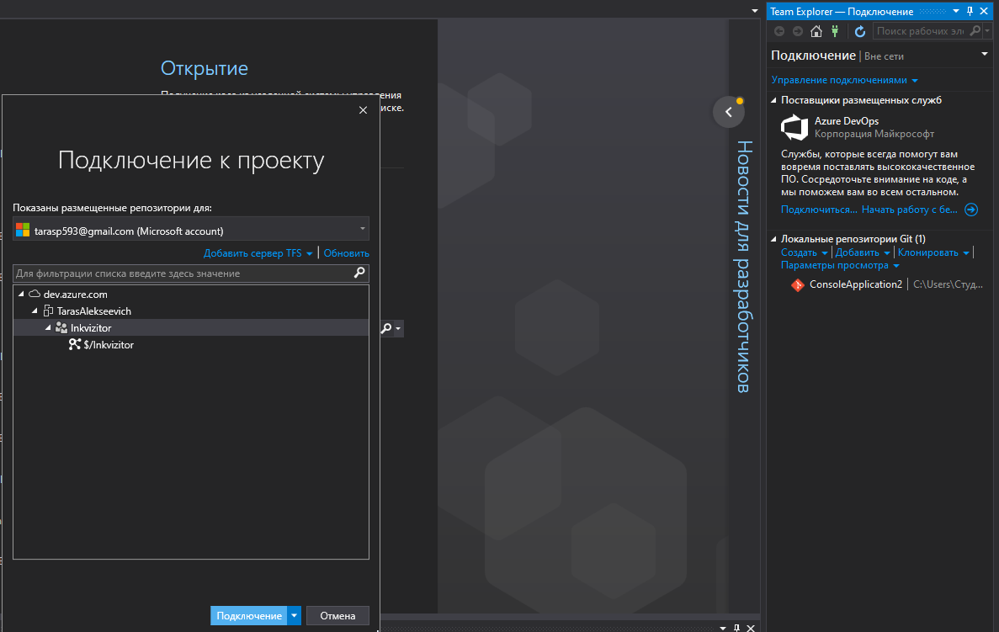 Team Explorer — Подключение
Поиск рабочих эле
Подключение | Вне сети
Управление подключениями
Поставщики размещенных служб
Azure DevOps
Корпорация Майкрософт
Службы, которые всегда помогут вам
вовремя поставлять высококачественное
ПО. Сосредоточьте внимание на коде, а
мы поможем вам во всем остальном.
Подключиться... Начать работу с бе...
Локальные репозитории Git (1)
Создать | Добавить | Клонировать |
Параметры просмотра
ConsoleApplication2 | C:\Users\Студ...
Новости для разработчиков
Открытие
иске.
Подключение к проекту
Показаны размещенные репозитории для:
tarasp593@gmail.com (Microsoft account)
Добавить сервер TFS | Обновить
Для фильтрации списка введите здесь значение
dev.azure.com
TarasAlekseevich
Inkvizitor
$/Inkvizitor
Подключение
Отмена